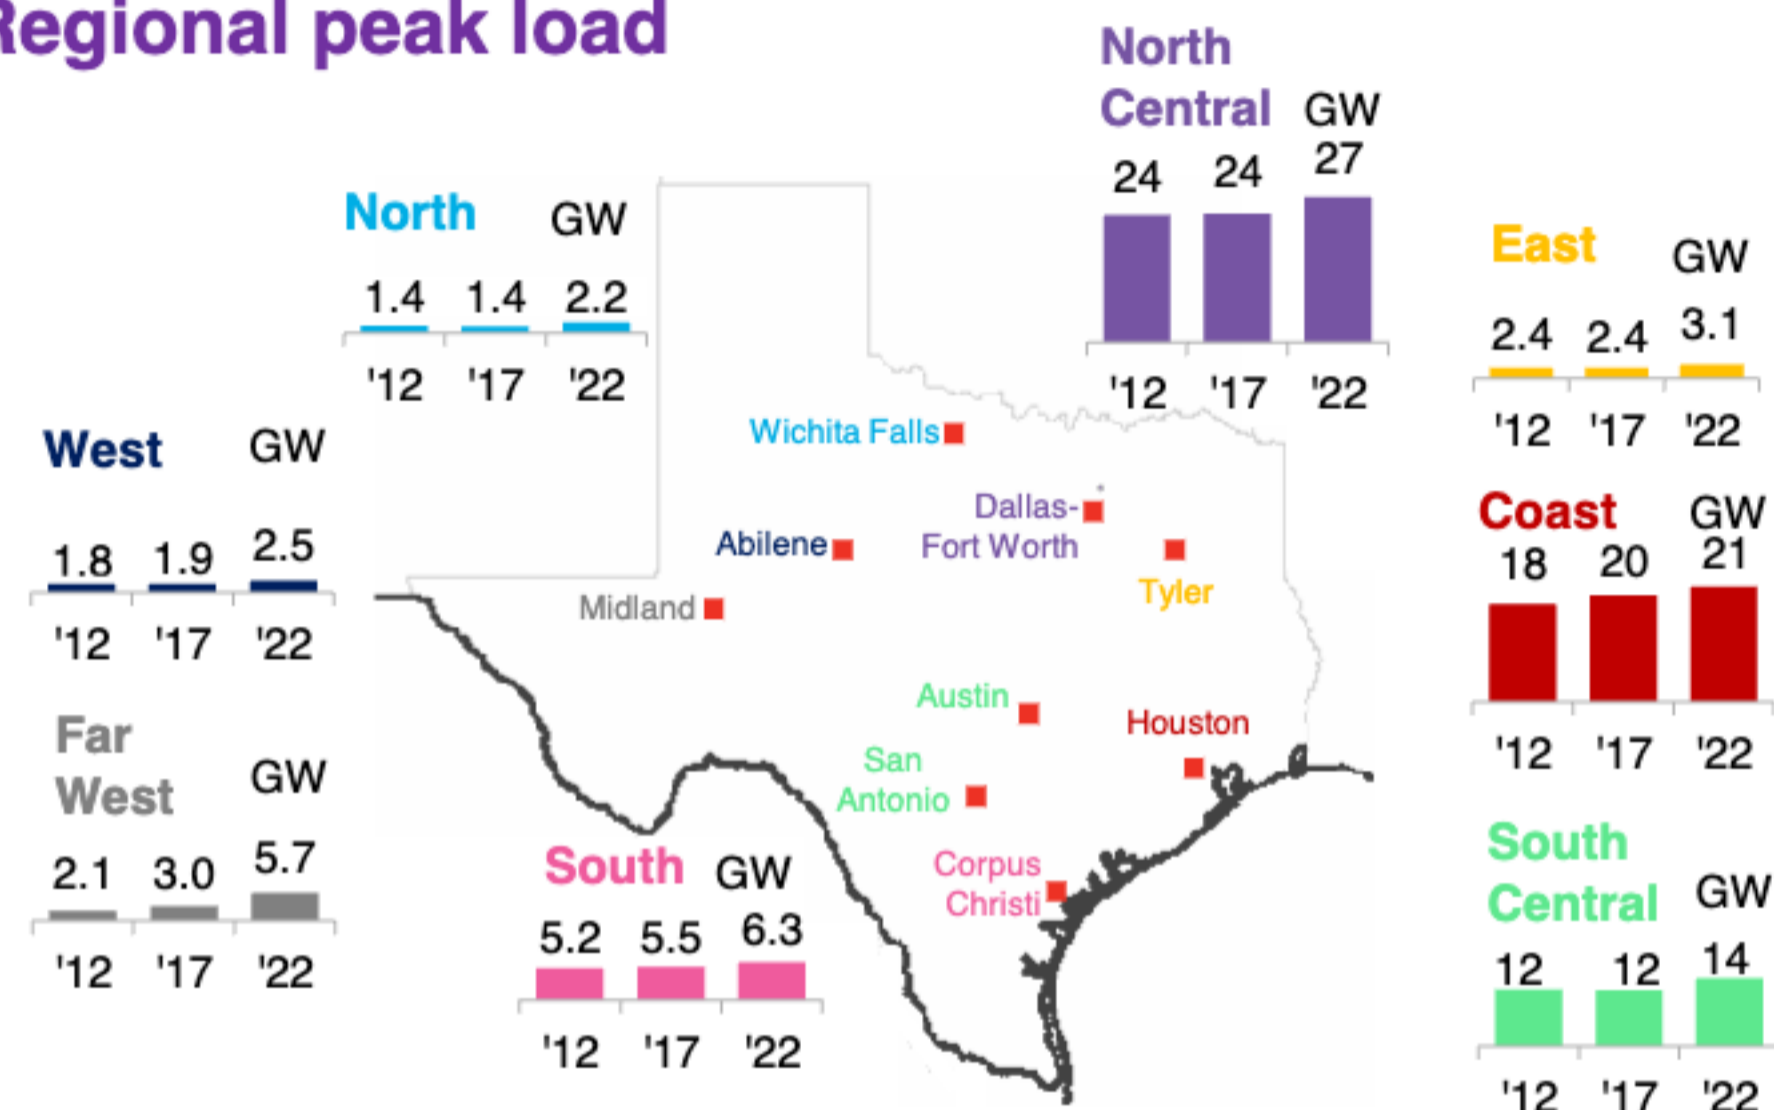 Regional peak load
North
Central GW
24 24 27
'12 '17 '22
North GW
1.4 1.4 2.2
'12 '17 '22
East GW
2.4 2.4 3.1
'12 '17 '22
West GW
1.8 1.9 2.5
'12 '17 '22
Wichita Falls
Dallas-
Fort Worth
Abilene
Tyler
Midland
Coast GW
18 20 21
'12 '17 '22
Austin
Houston
San
Antonio
Far
West GW
2.1 3.0 5.7
'12 '17 '22
South GW
5.2 5.5 6.3
'12 '17 '22
Corpus
Christi
South
Central GW
12 12 14
'12 '17 '22